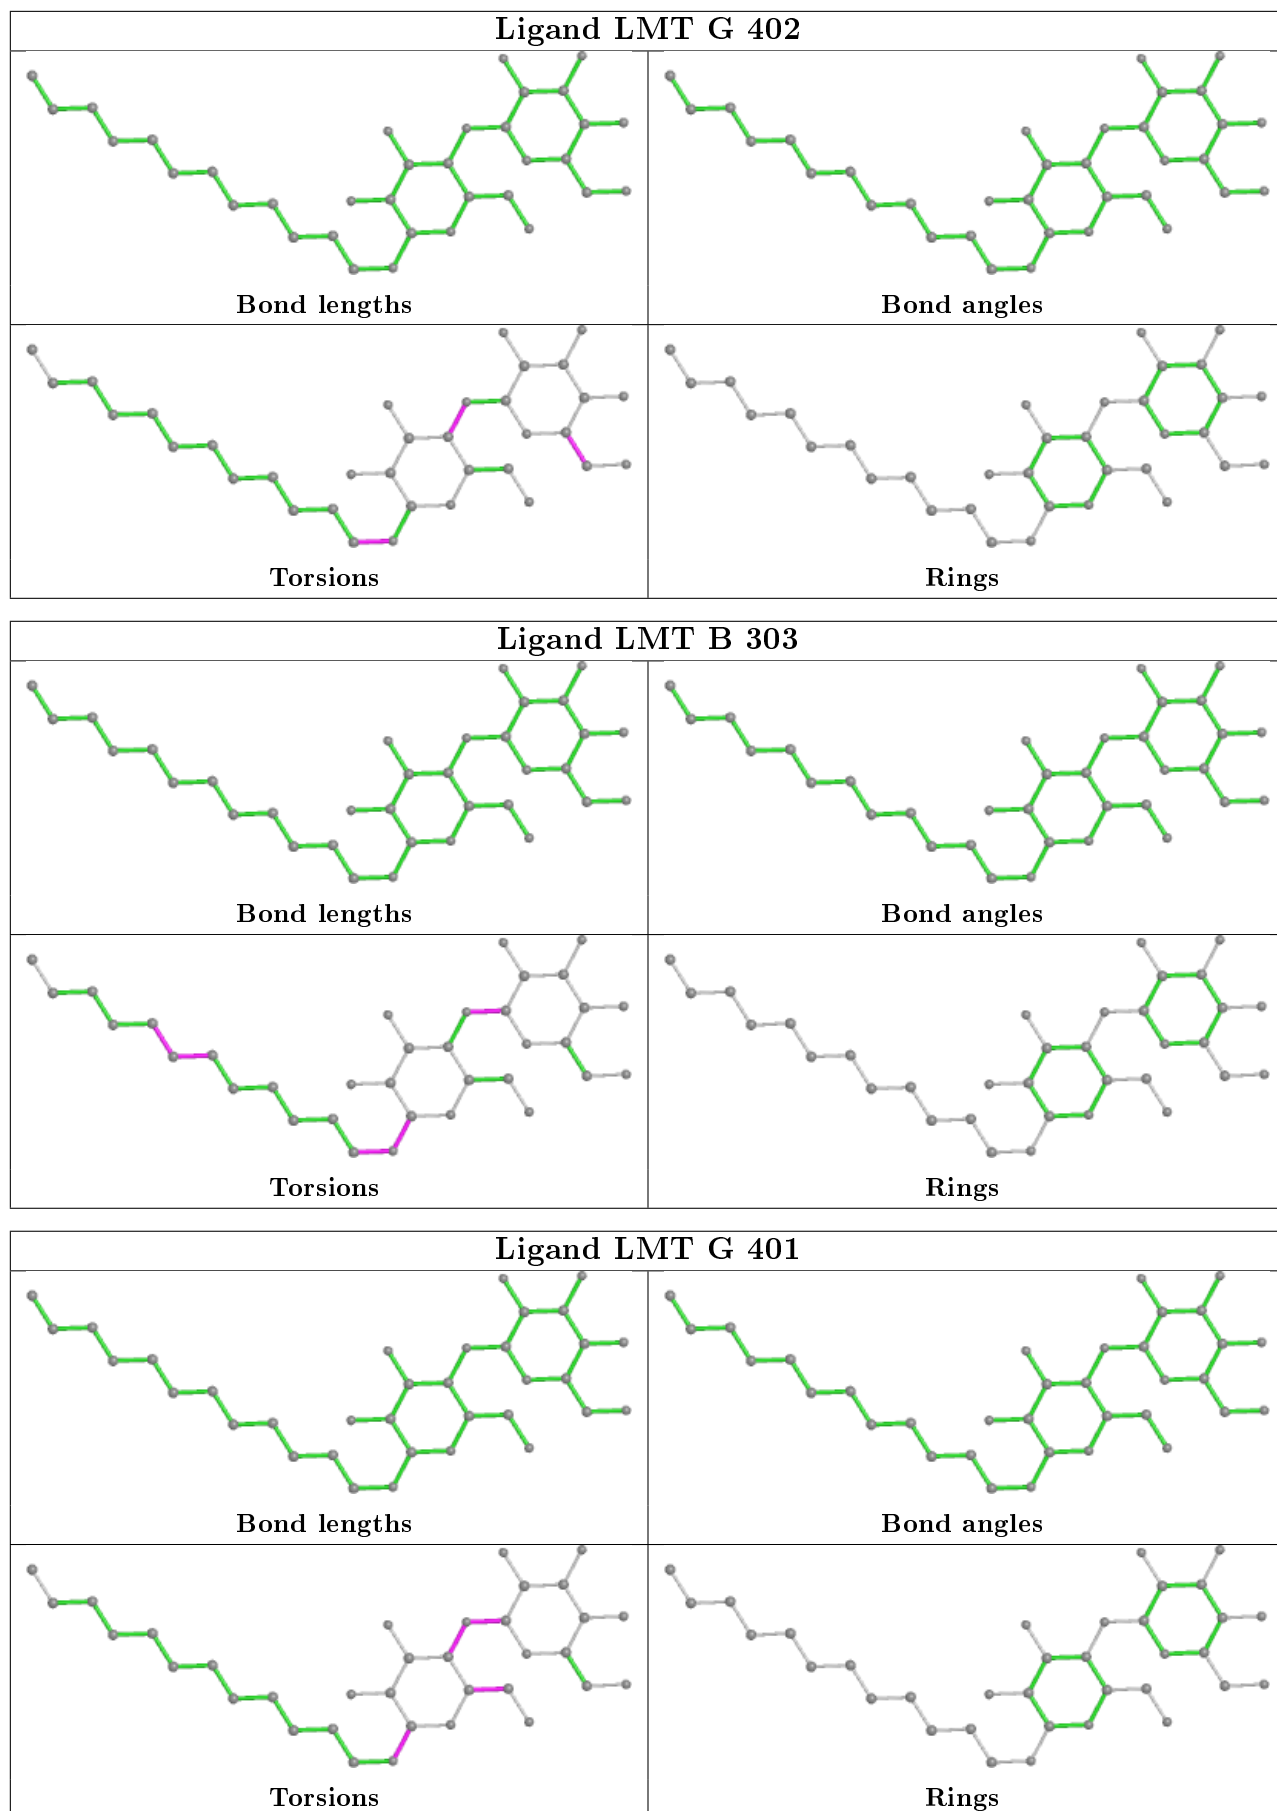 Ligand LMT G 402
Bond lengths
Bond angles
Torsions
Rings
Ligand LMT B 303
Bond lengths
Bond angles
Torsions
Rings
Ligand LMT G 401
Bond lengths
Bond angles
Torsions
Rings